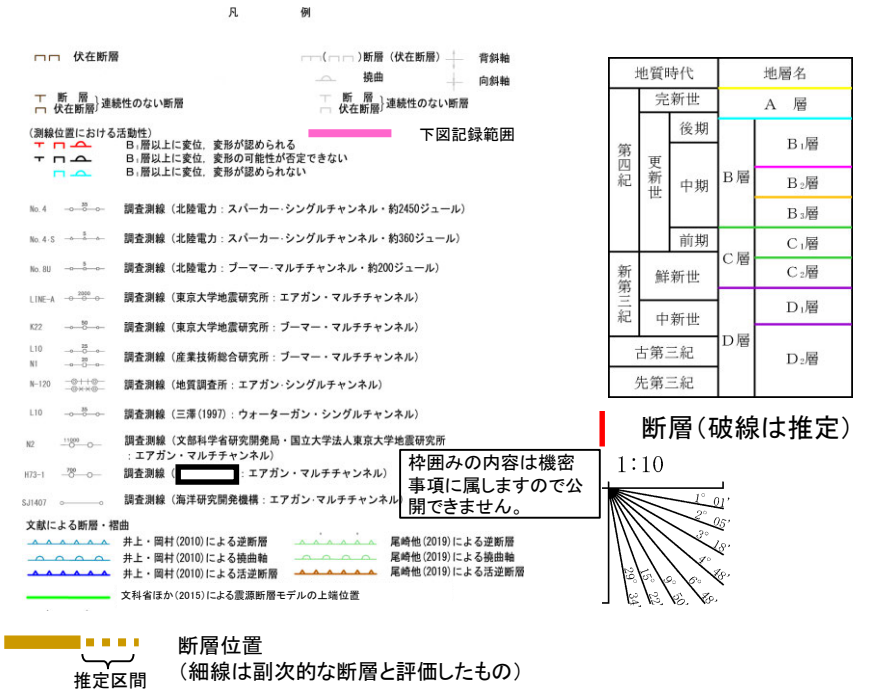 凡　例
伏在断層
断　層
伏在断層
連続性のない断層
( )断層（伏在断層）
撓曲
背斜軸
向斜軸
断　層
伏在断層
連続性のない断層
(測線位置における活動性)
B₁層以上に変位，変形が認められる
B₁層以上に変位，変形の可能性が否定できない
B₁層以上に変位，変形が認められない
下図記録範囲
No.4 調査測線（北陸電力：スパーカー・シングルチャンネル・約2450ジュール）
No.4-S 調査測線（北陸電力：スパーカー・シングルチャンネル・約360ジュール）
No.8U 調査測線（北陸電力：ブーマー・マルチチャンネル・約200ジュール）
LINE-A 2000 調査測線（東京大学地震研究所：エアガン・マルチチャンネル）
K22 50 調査測線（東京大学地震研究所：ブーマー・マルチチャンネル）
L10
N1
調査測線（産業技術総合研究所：ブーマー・マルチチャンネル）
N-120 調査測線（地質調査所：エアガン・シングルチャンネル）
L10 35 調査測線（三澤(1997)：ウォーターガン・シングルチャンネル）
N2 11000 調査測線（文部科学省研究開発局・国立大学法人東京大学地震研究所
：エアガン・マルチチャンネル）
H73-1 700 調査測線（ ：エアガン・マルチチャンネル）
SJ1407 調査測線（海洋研究開発機構：エアガン・マルチチャンネル
枠囲みの内容は機密
事項に属しますので公
開できません。
文献による断層・褶曲
井上・岡村(2010)による逆断層
井上・岡村(2010)による撓曲軸
井上・岡村(2010)による活逆断層
尾崎他(2019)による逆断層
尾崎他(2019)による撓曲軸
尾崎他(2019)による活逆断層
文科省ほか(2015)による震源断層モデルの上端位置
断層位置
（細線は副次的な断層と評価したもの）
推定区間
地質時代 地層名
第四紀
完新世
更新世
後期
中期
前期
新第三紀
鮮新世
中新世
古第三紀
先第三紀
A 層
B層
B₁層
B₂層
B₃層
C層
C₁層
C₂層
D層
D₁層
D₂層
断層（破線は推定）
1：10
1° 01′
2° 05′
3° 18′
4° 48′
6° 48′
9° 50′
15° 22′
29° 34′